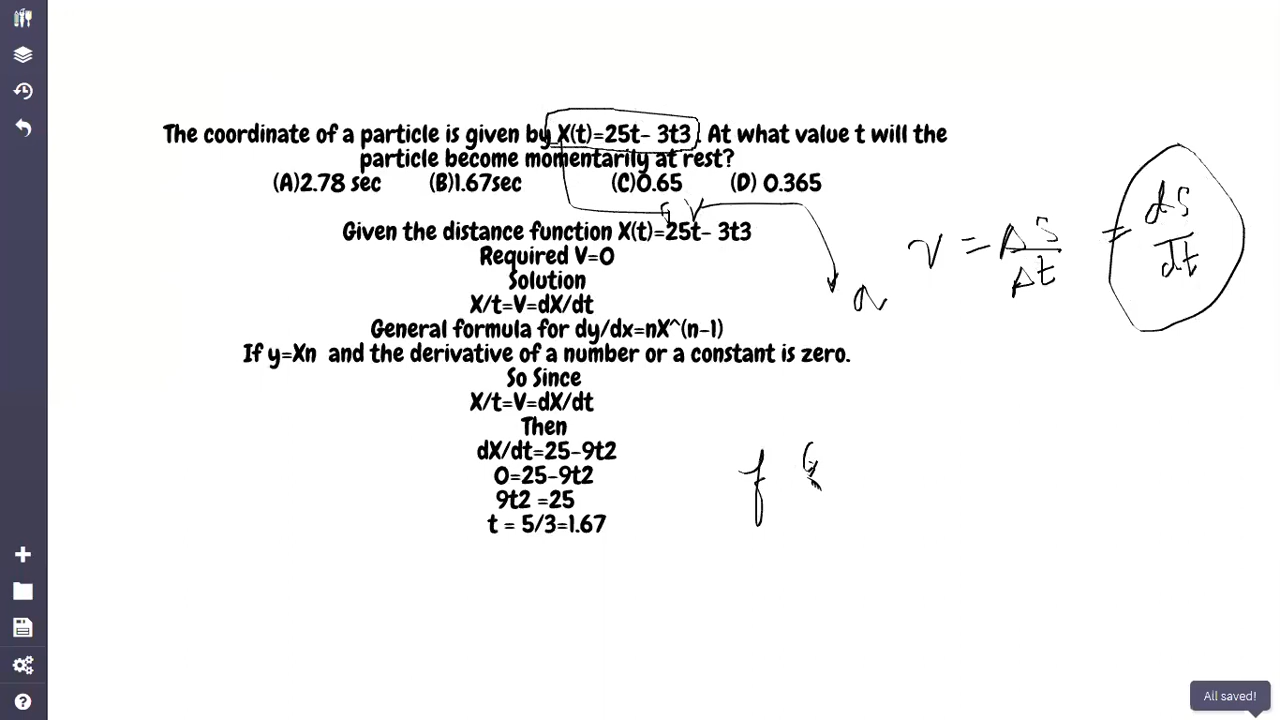 The coordinate of a particle is given by X(t)=25t- 3t3 . At what value t will the
particle become momentarily at rest?
(A)2.78 sec (B)1.67sec (C)0.65 (D) 0.365
Given the distance function X(t)=25t- 3t3
Required V=0
Solution
X/t=V=dX/dt
General formula for dy/dx=nX^(n-1)
If y=Xn and the derivative of a number or a constant is zero.
So Since
X/t=V=dX/dt
Then
dX/dt=25-9t2
0=25-9t2
9t2 =25
t = 5/3=1.67
S V
a
v = ΔS/Δt = dS/dt
f
All saved!